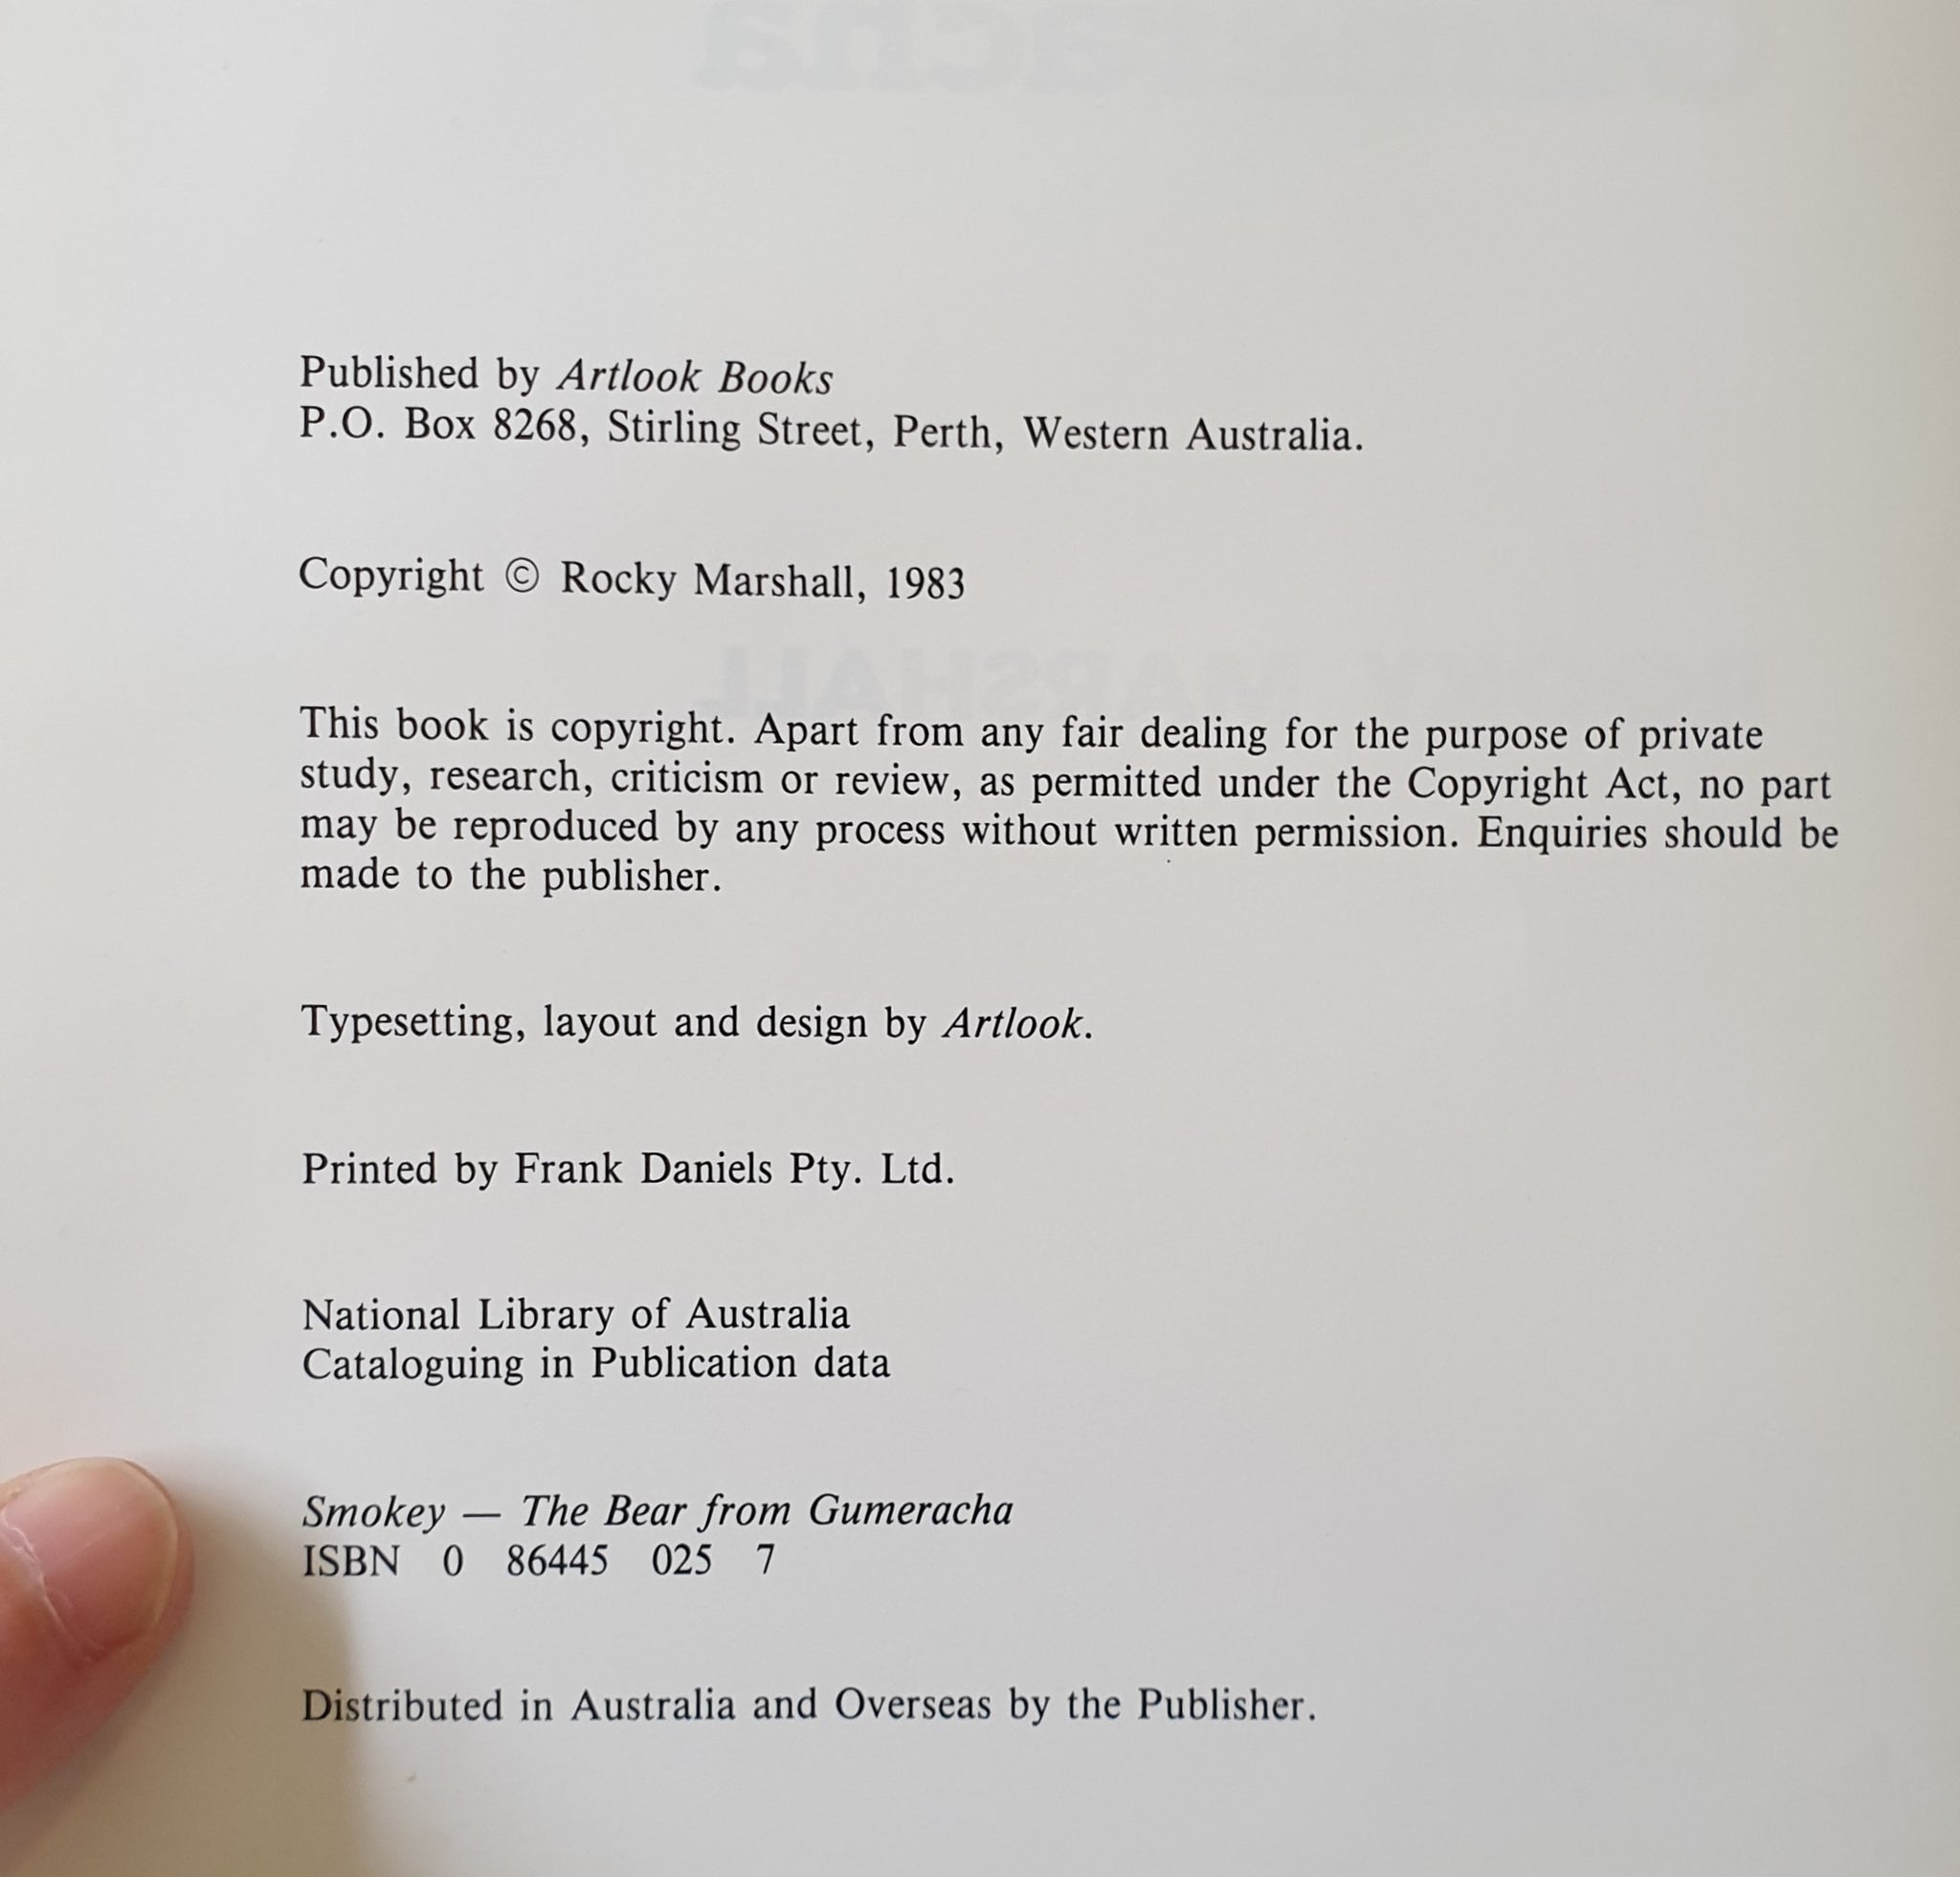 Published by Artlook Books
P.O. Box 8268, Stirling Street, Perth, Western Australia.
Copyright © Rocky Marshall, 1983
This book is copyright. Apart from any fair dealing for the purpose of private
study, research, criticism or review, as permitted under the Copyright Act, no part
may be reproduced by any process without written permission. Enquiries should be
made to the publisher.
Typesetting, layout and design by Artlook.
Printed by Frank Daniels Pty. Ltd.
National Library of Australia
Cataloguing in Publication data
Smokey — The Bear from Gumeracha
ISBN 0 86445 025 7
Distributed in Australia and Overseas by the Publisher.